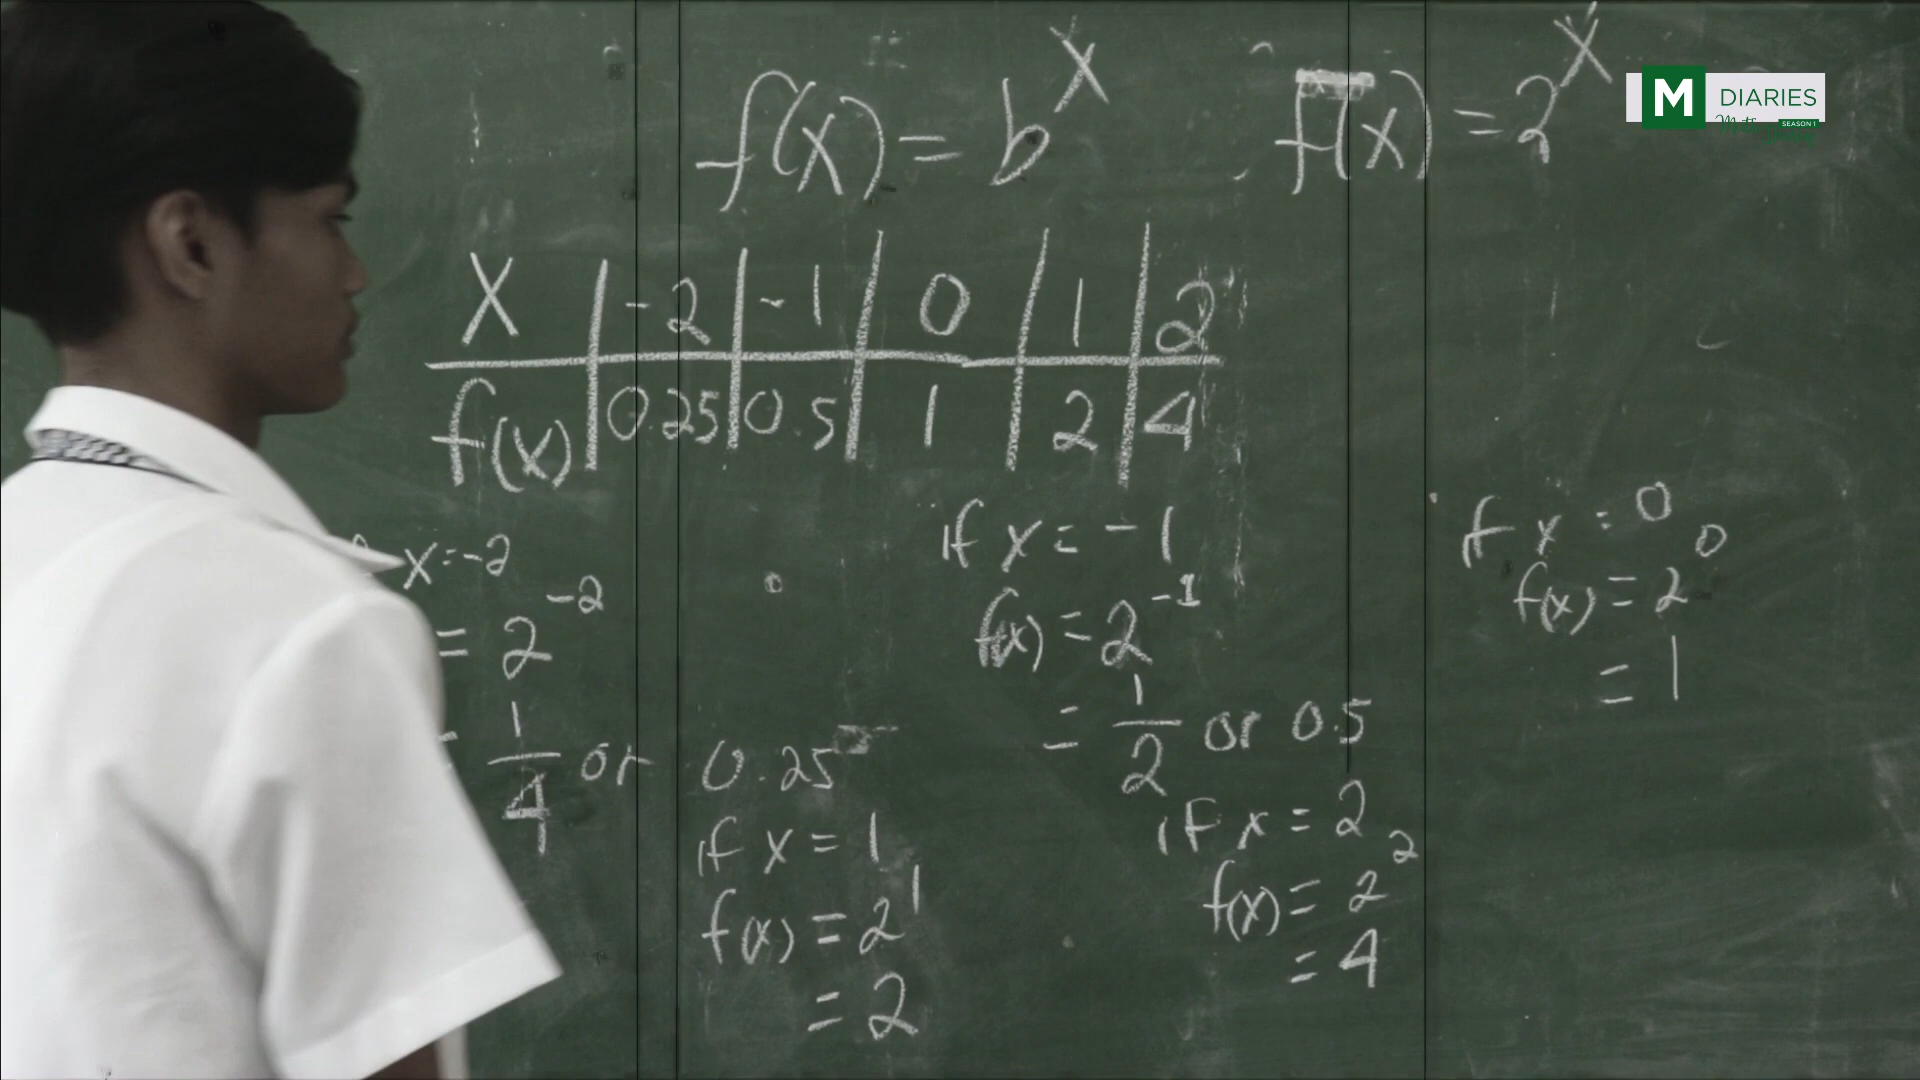 f(x) = b^x
f(x) = 2^x
M DIARIES
SEASON 1
X | -2 | -1 | 0 | 1 | 2
f(x) | 0.25 | 0.5 | 1 | 2 | 4
x = -2
= 2^-2
= 1/4 or 0.25
if x = -1
f(x) = 2^-1
= 1/2 or 0.5
if x = 0
f(x) = 2^0
= 1
if x = 1
f(x) = 2^1
= 2
if x = 2
f(x) = 2^2
= 4